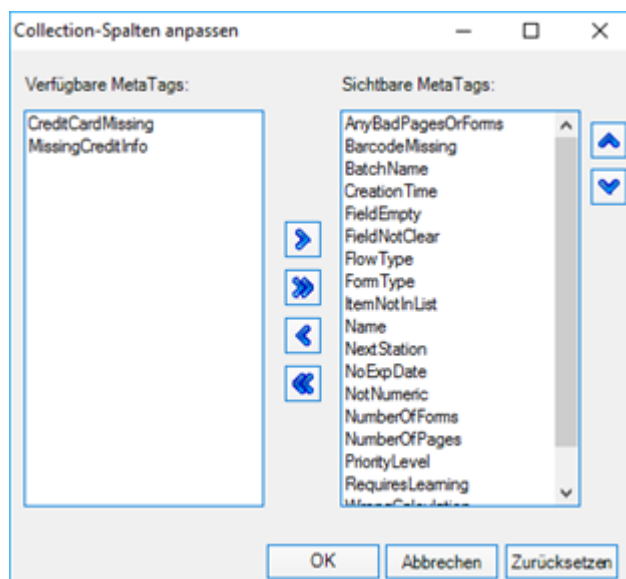 Collection-Spalten anpassen
Verfügbare MetaTags:
CreditCardMissing
MissingCreditInfo
Sichtbare MetaTags:
AnyBadPagesOrForms
BarcodeMissing
BatchName
CreationTime
FieldEmpty
FieldNotClear
FlowType
FormType
ItemNotInList
Name
NextStation
NoExpDate
NotNumeric
NumberOfForms
NumberOfPages
PriorityLevel
RequiresLearning
WrongCalculation
OK
Abbrechen
Zurücksetzen